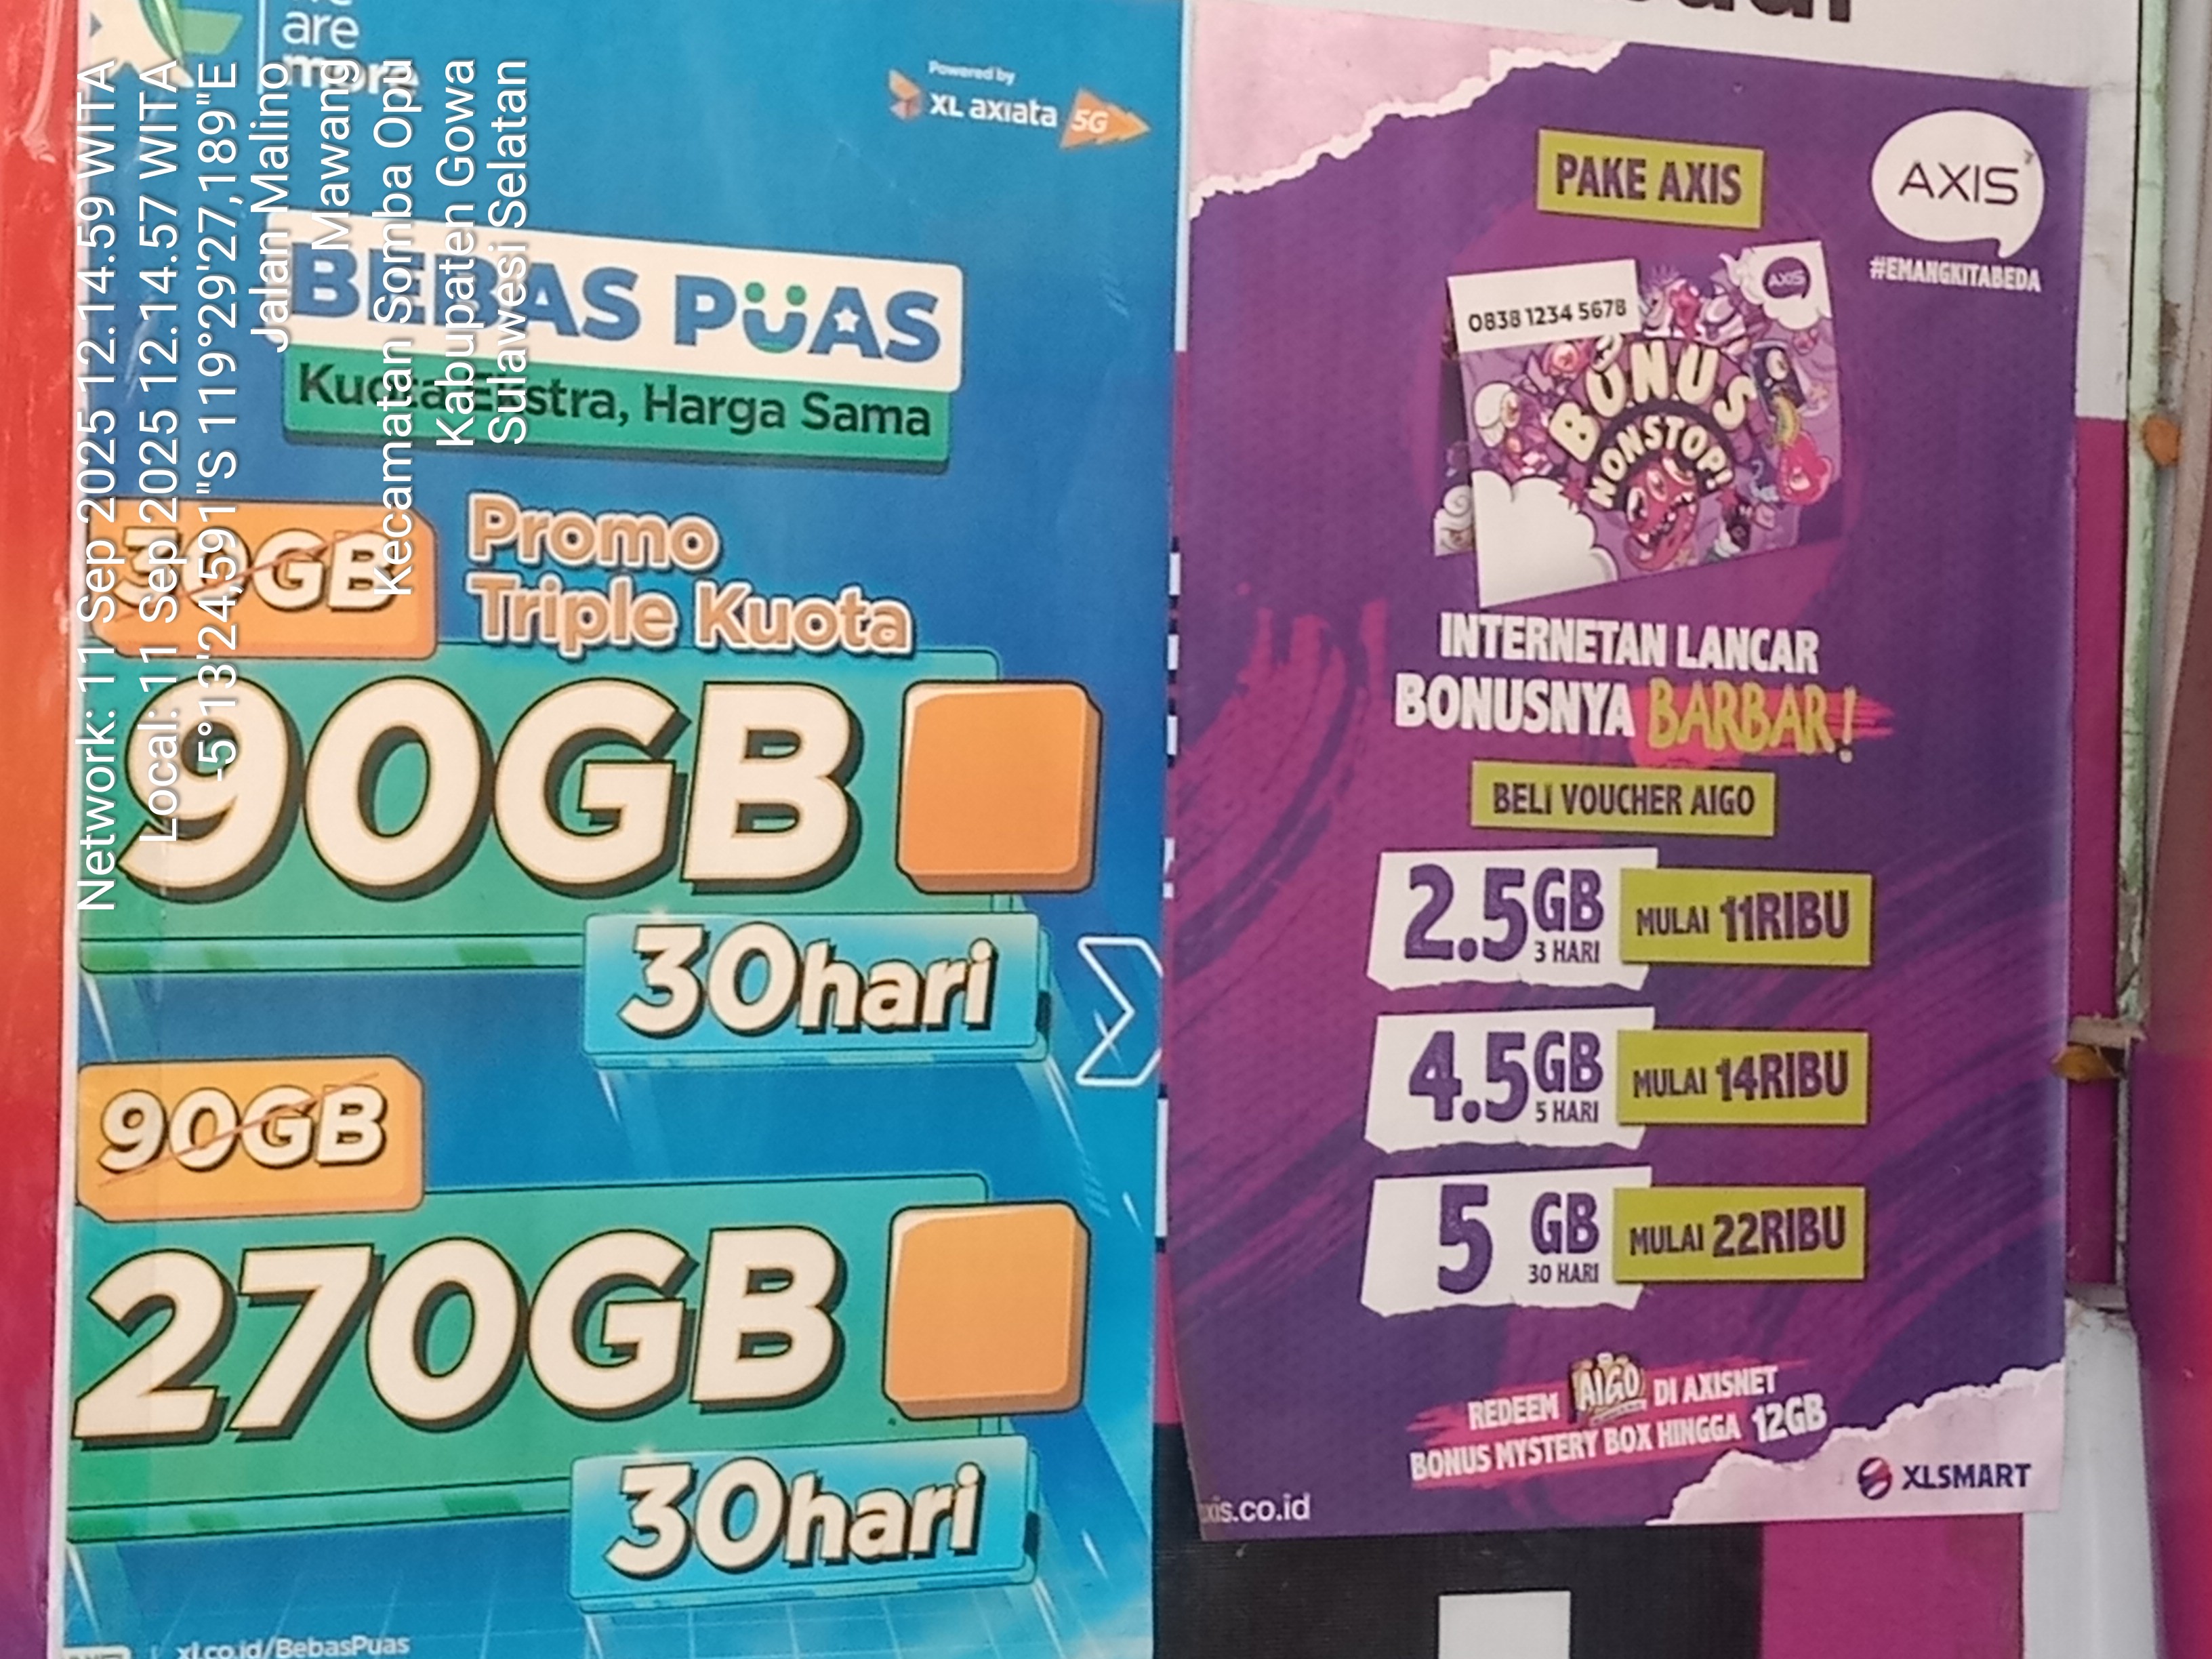 are
more
Powered by
XL axiata 5G
BEBAS PUAS
Kuota Ekstra, Harga Sama
30GB
Promo
Triple Kuota
90GB
30hari
90GB
270GB
30hari
xl.co.id/BebasPuas
PAKE AXIS
AXIS
#EMANGKITABEDA
AXIS
0838 1234 5678
BONUS
NONSTOP!
INTERNETAN LANCAR
BONUSNYA BARBAR!
BELI VOUCHER AIGO
2.5GB
3 HARI
MULAI 11RIBU
4.5GB
5 HARI
MULAI 14RIBU
5 GB
30 HARI
MULAI 22RIBU
REDEEM AIGO DI AXISNET
BONUS MYSTERY BOX HINGGA 12GB
XLSMART
xis.co.id
Network: 11 Sep 2025 12.14.59 WITA
Local: 11 Sep 2025 12.14.57 WITA
-5°13'24,591"S 119°29'27,189"E
Jalan Malino
Mawang
Kecamatan Somba Opu
Kabupaten Gowa
Sulawesi Selatan